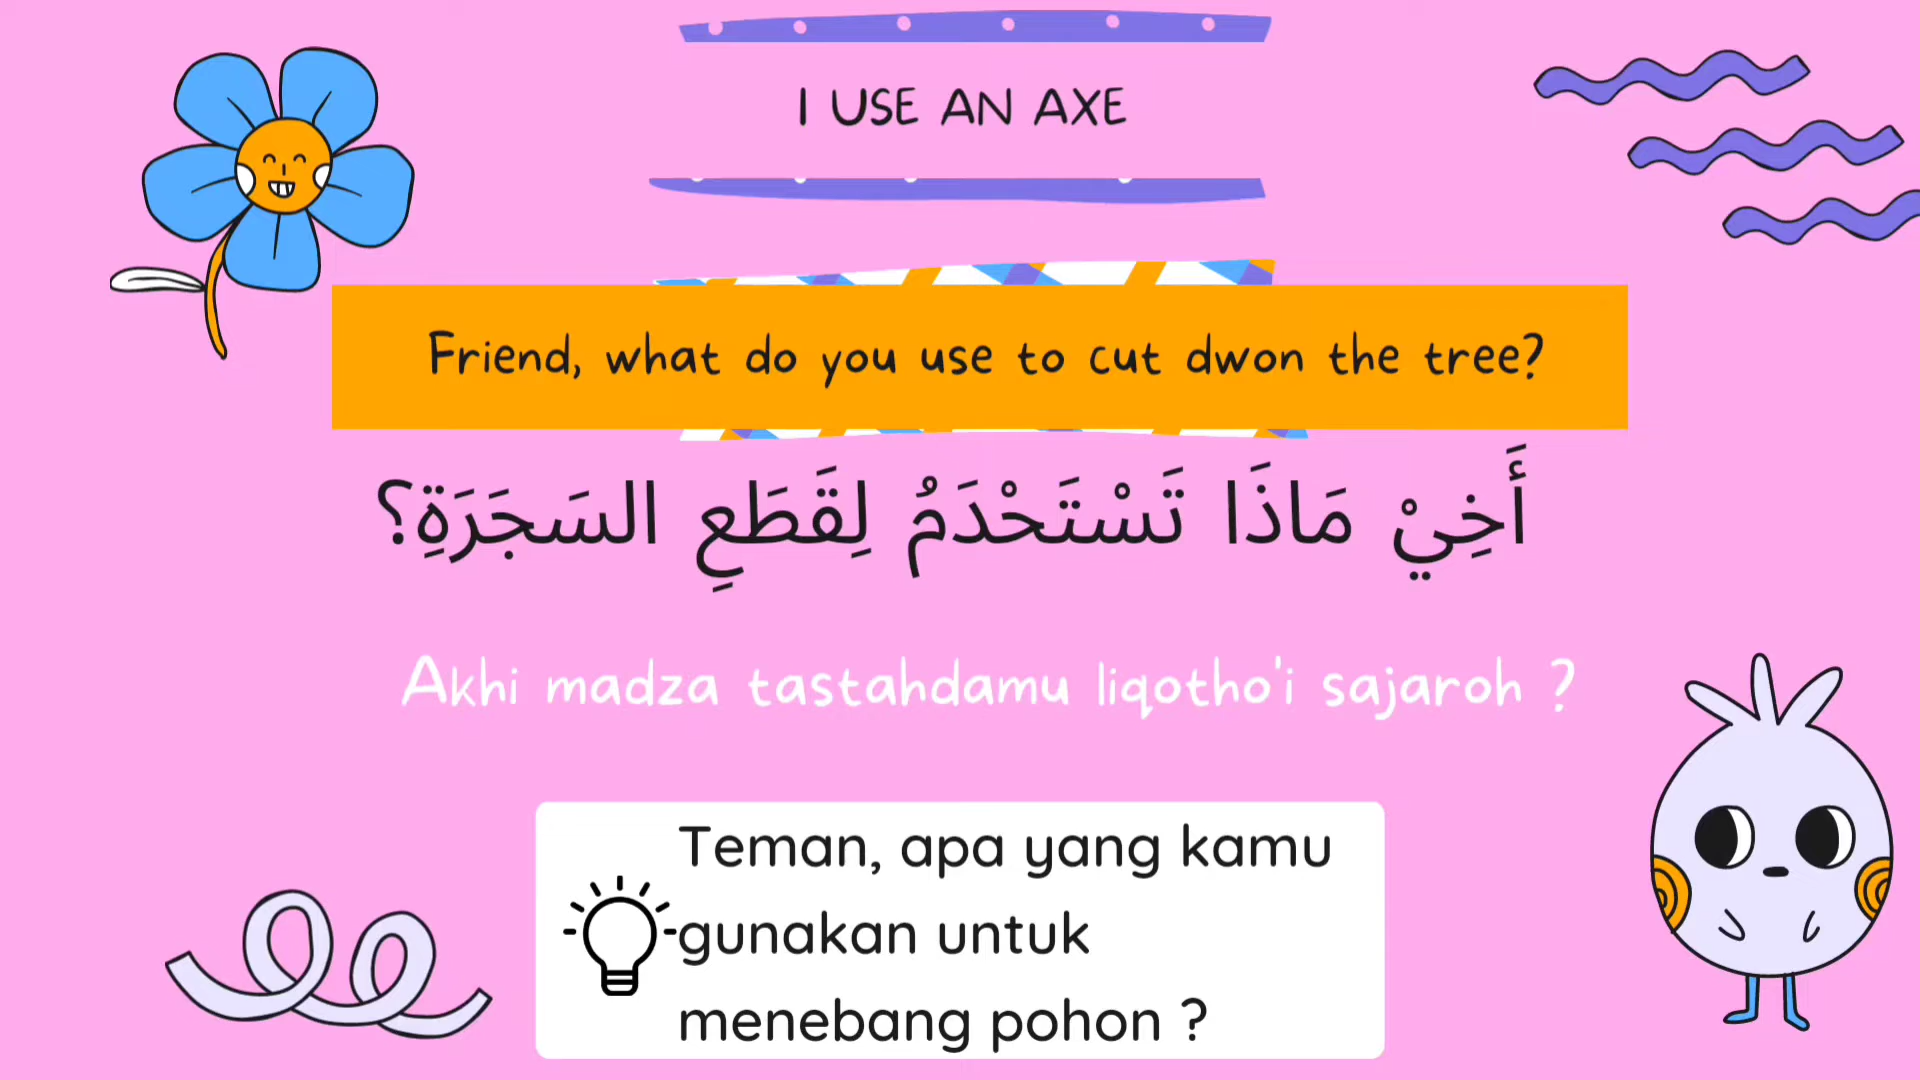 I USE AN AXE
Friend, what do you use to cut dwon the tree?
أَخِيْ مَاذَا تَسْتَحْدَمُ لِقَطَعِ السَجَرَةِ؟
Akhi madza tastahdamu liqotho'i sajaroh ?
Teman, apa yang kamu
gunakan untuk
menebang pohon ?